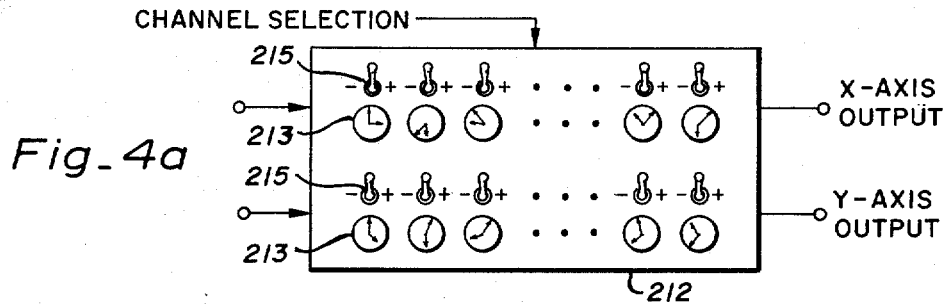 CHANNEL SELECTION
215
- + - + - + . . . - + - +
X-AXIS
OUTPUT
213
. . .
Fig_4a
215
- + - + - + . . . - + - +
Y-AXIS
OUTPUT
213
. . .
212